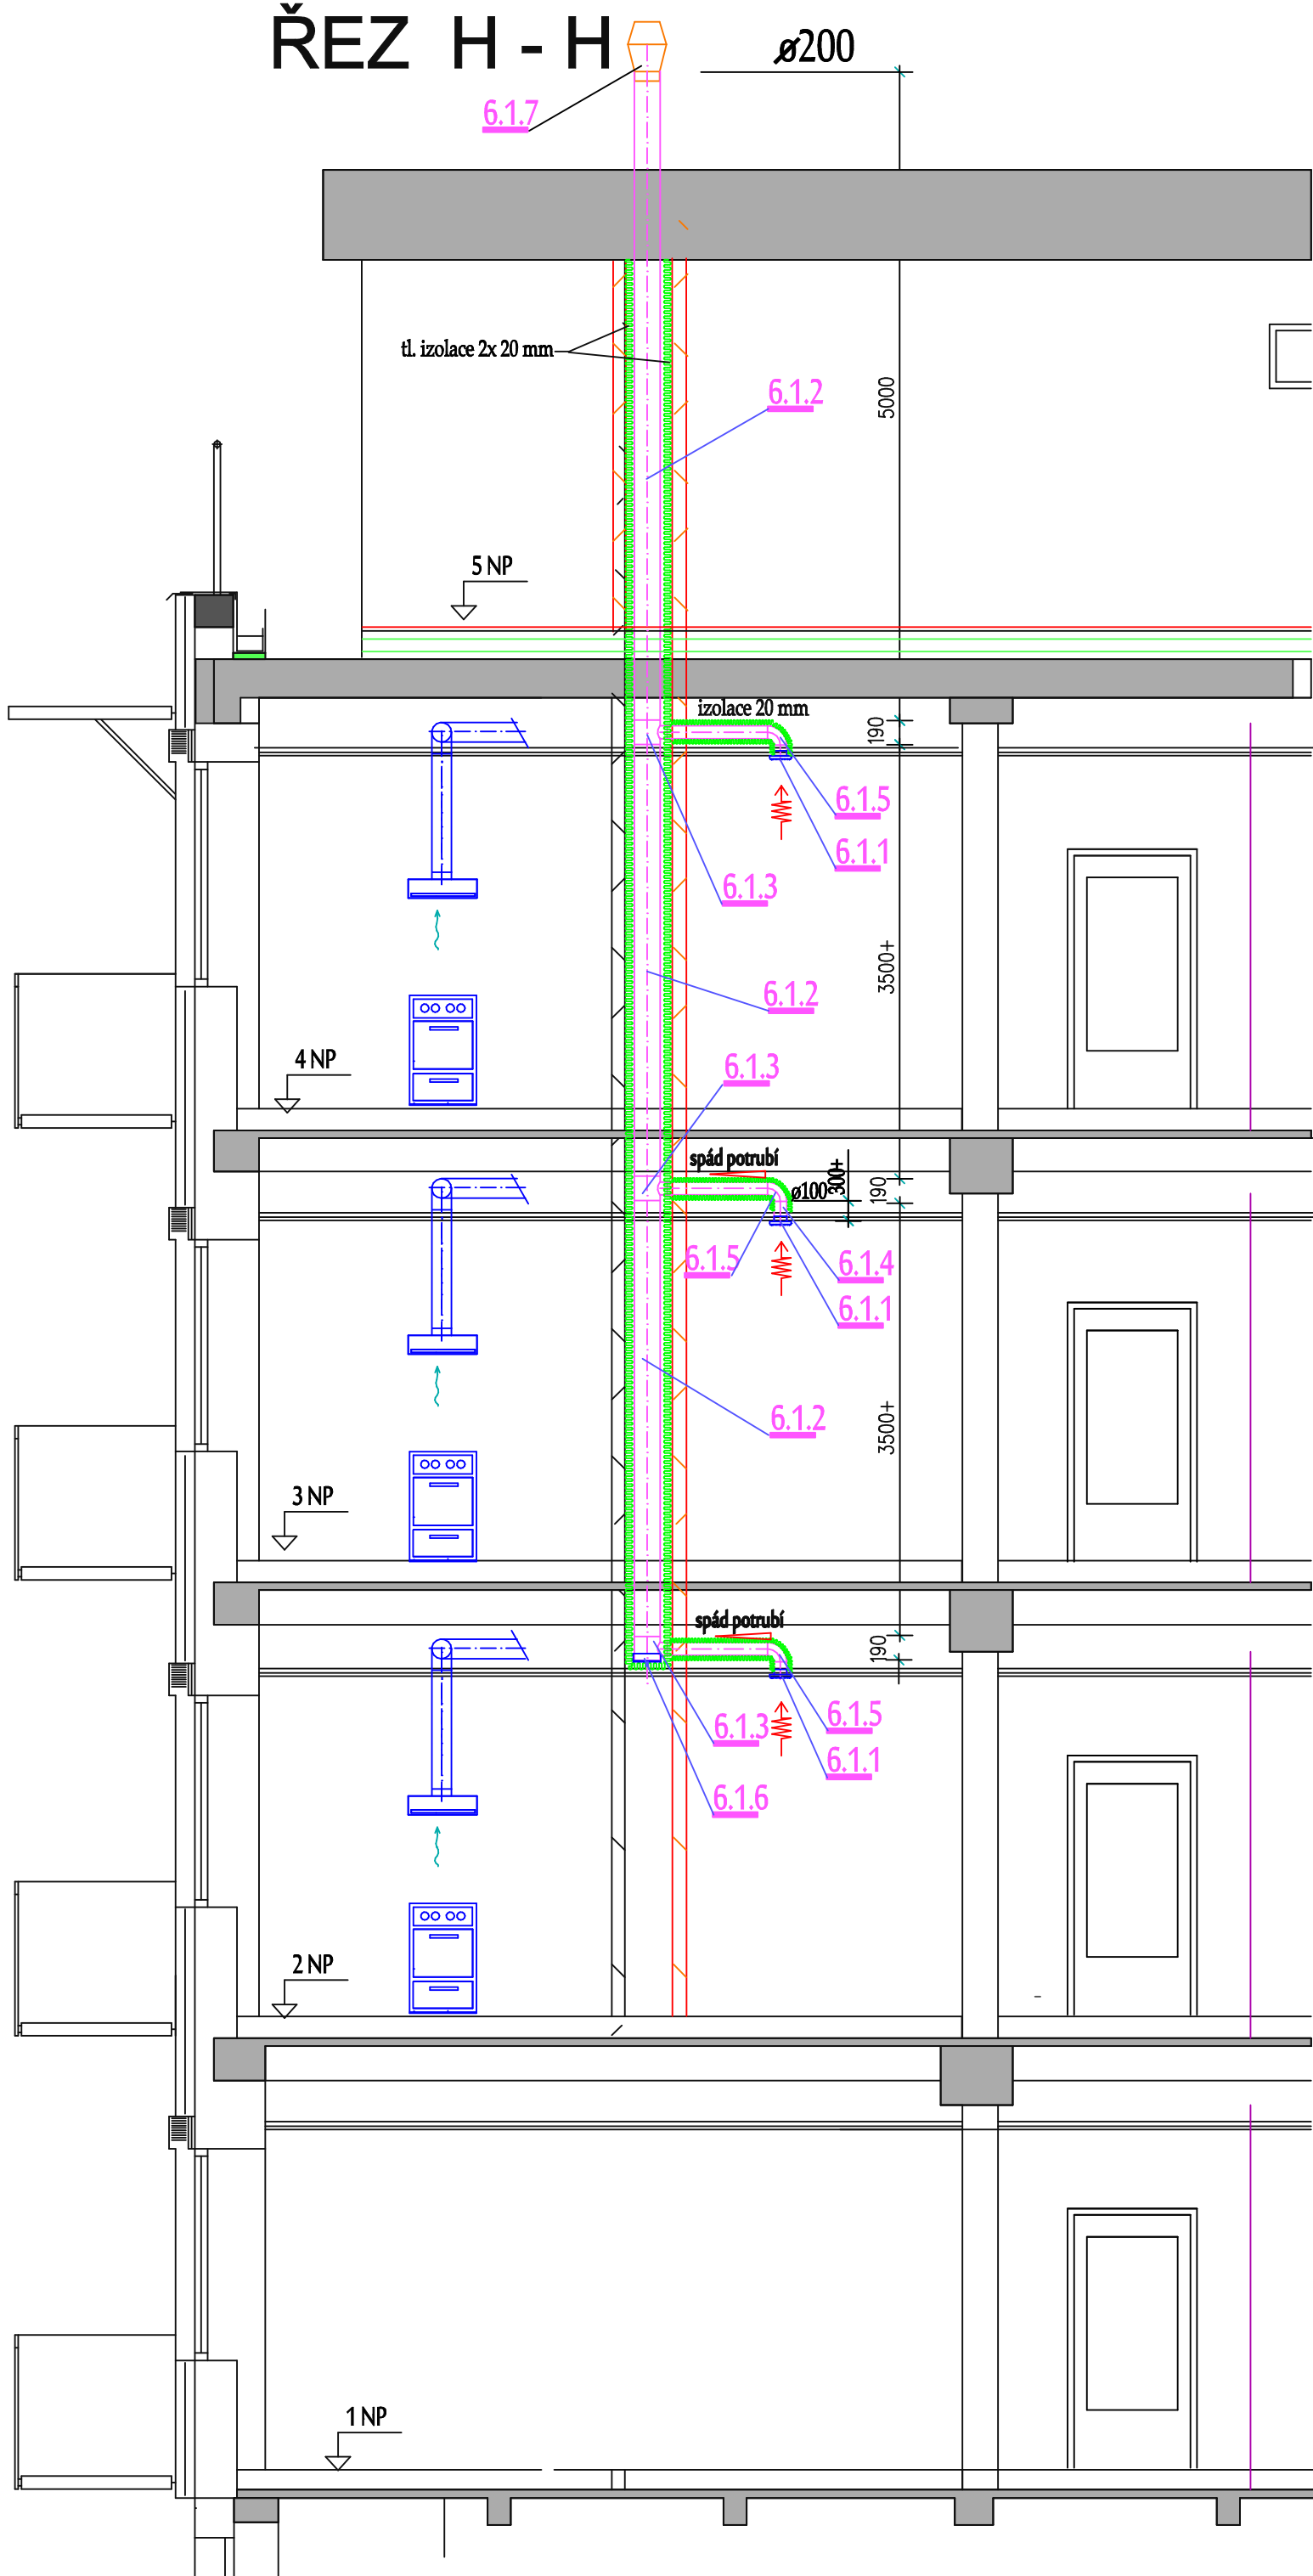 ŘEZ H - H
ø200
6.1.7
tl. izolace 2x 20 mm
6.1.2
5000
5 NP
izolace 20 mm
190
6.1.5
6.1.1
6.1.3
3500+
6.1.2
4 NP
6.1.3
spád potrubí
ø100
300+
190
6.1.5
6.1.4
6.1.1
6.1.2
3500+
3 NP
spád potrubí
190
6.1.3
6.1.5
6.1.1
6.1.6
2 NP
1 NP